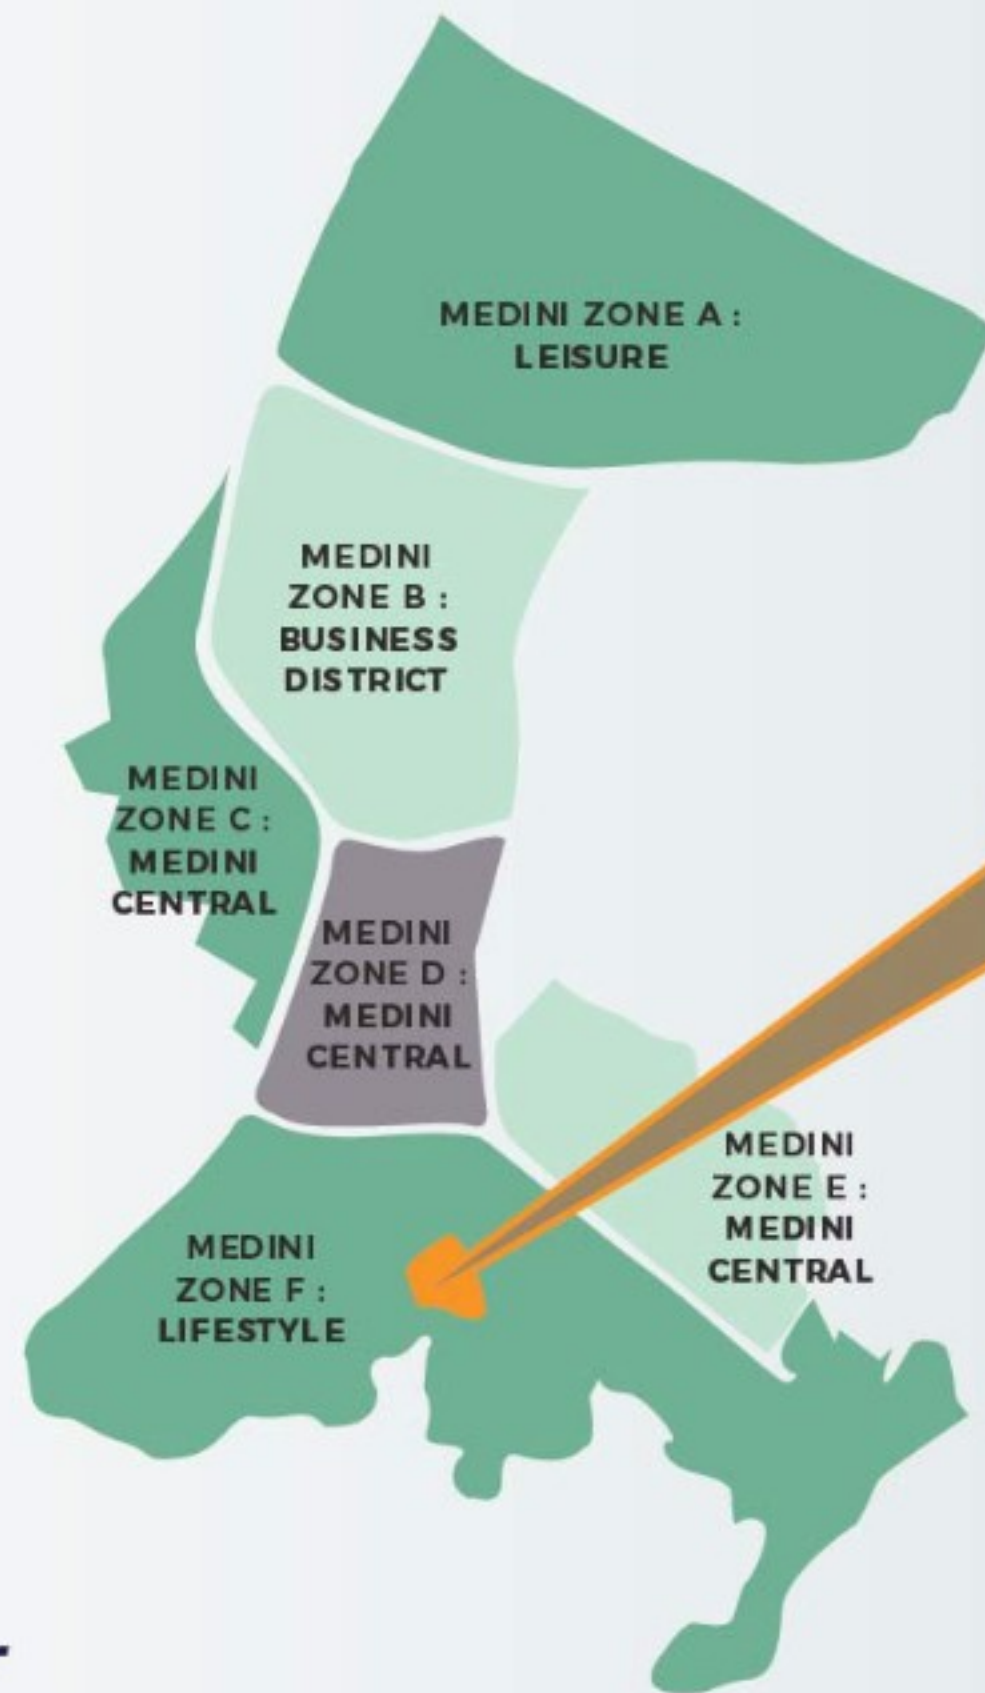 MEDINI ZONE A :
LEISURE
MEDINI
ZONE B :
BUSINESS
DISTRICT
MEDINI
ZONE C :
MEDINI
CENTRAL
MEDINI
ZONE D :
MEDINI
CENTRAL
MEDINI
ZONE E :
MEDINI
CENTRAL
MEDINI
ZONE F :
LIFESTYLE